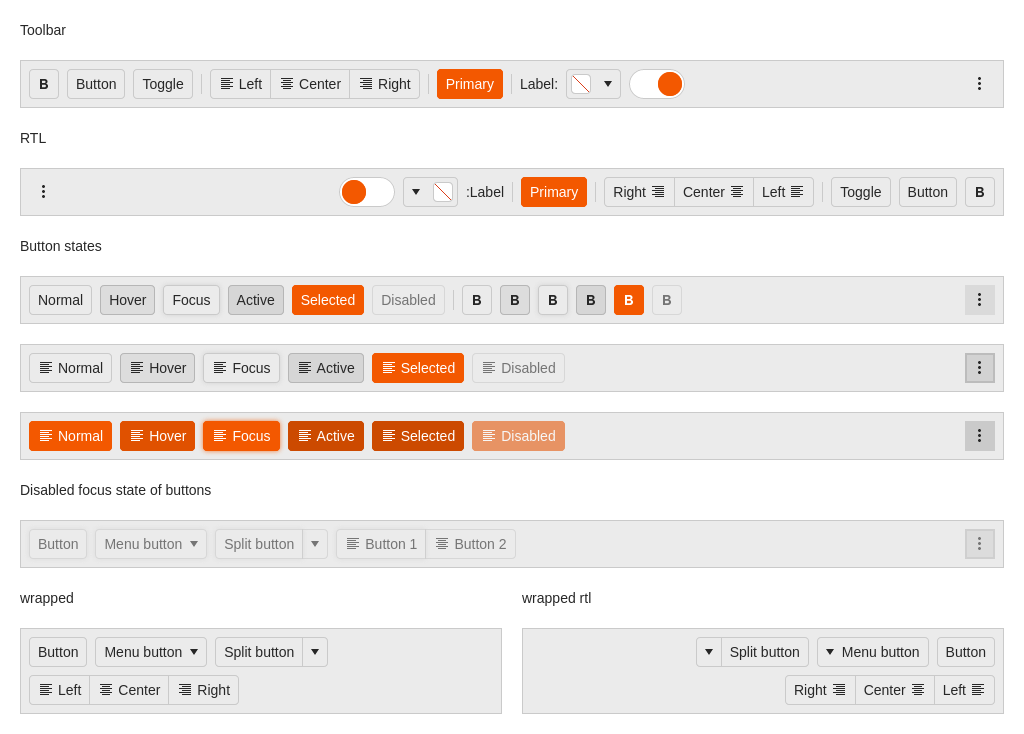 Toolbar
B Button Toggle Left Center Right Primary Label:
RTL
:Label Primary Right Center Left Toggle Button B
Button states
Normal Hover Focus Active Selected Disabled B B B B B B
Normal Hover Focus Active Selected Disabled
Normal Hover Focus Active Selected Disabled
Disabled focus state of buttons
Button Menu button Split button Button 1 Button 2
wrapped
Button Menu button Split button
Left Center Right
wrapped rtl
Split button Menu button Button
Right Center Left